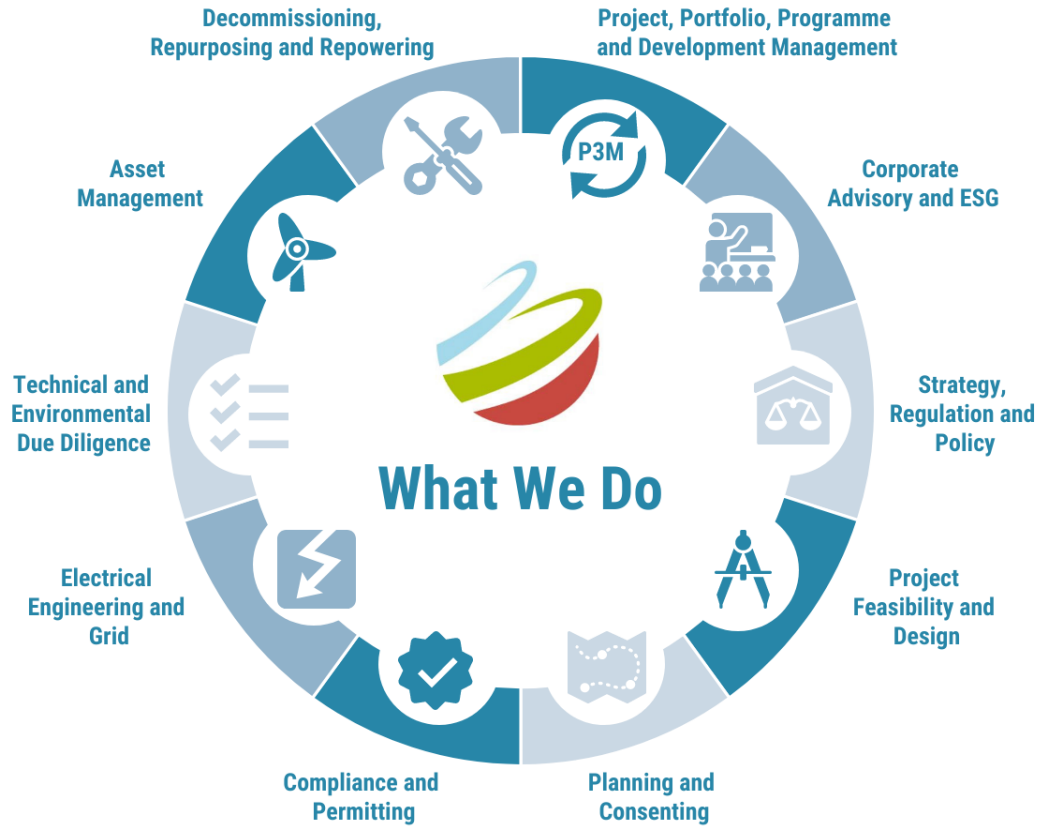 Decommissioning,
Repurposing and Repowering
Project, Portfolio, Programme
and Development Management
P3M
Asset
Management
Corporate
Advisory and ESG
Technical and
Environmental
Due Diligence
Strategy,
Regulation and
Policy
What We Do
Electrical
Engineering and
Grid
Project
Feasibility and
Design
Compliance and
Permitting
Planning and
Consenting